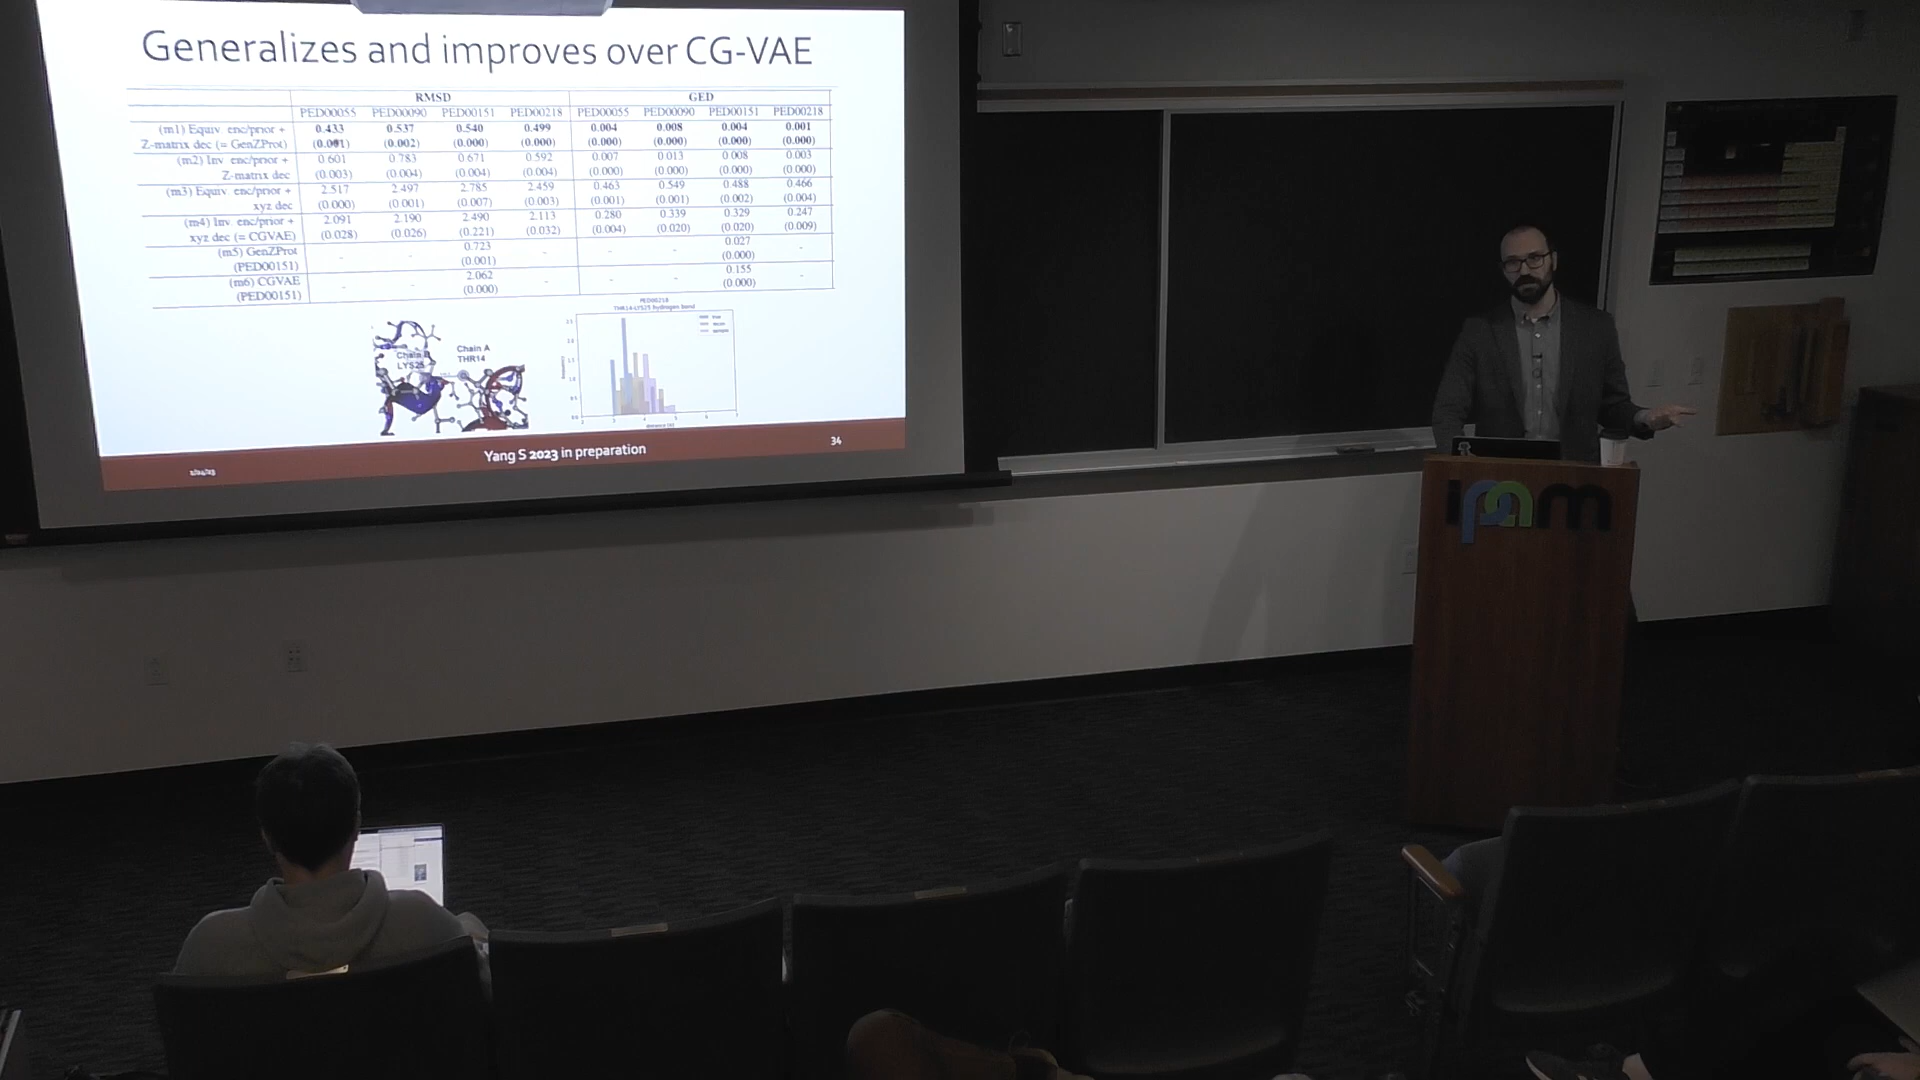 Generalizes and improves over CG-VAE
RMSD GED
PED00055 PED00090 PED00151 PED00218 PED00055 PED00090 PED00151 PED00218
(m1) Equiv enc/prior + 0.433 0.537 0.540 0.499 0.004 0.008 0.004 0.001
Z-matrix dec (= GenZProt) (0.001) (0.002) (0.000) (0.000) (0.000) (0.000) (0.000) (0.000)
(m2) Inv enc/prior + 0.601 0.783 0.671 0.592 0.007 0.013 0.008 0.003
Z-matrix dec (0.003) (0.004) (0.004) (0.004) (0.000) (0.000) (0.000) (0.000)
(m3) Equiv enc/prior + 2.517 2.497 2.785 2.459 0.463 0.549 0.488 0.466
xyz dec (0.000) (0.001) (0.007) (0.003) (0.001) (0.001) (0.002) (0.004)
(m4) Inv. enc/prior + 2.091 2.190 2.490 2.113 0.280 0.339 0.329 0.247
xyz dec (= CGVAE) (0.028) (0.026) (0.221) (0.032) (0.004) (0.020) (0.020) (0.009)
(m5) GenZProt - - 0.723 - - - 0.027 -
(PED00151) (0.001) (0.000)
(m6) CGVAE - - 2.062 - - - 0.155 -
(PED00151) (0.000) (0.000)
PED00218
THR14-LYS25 hydrogen bond
Chain B
LYS25
Chain A
THR14
Yang S 2023 in preparation
34
ipam